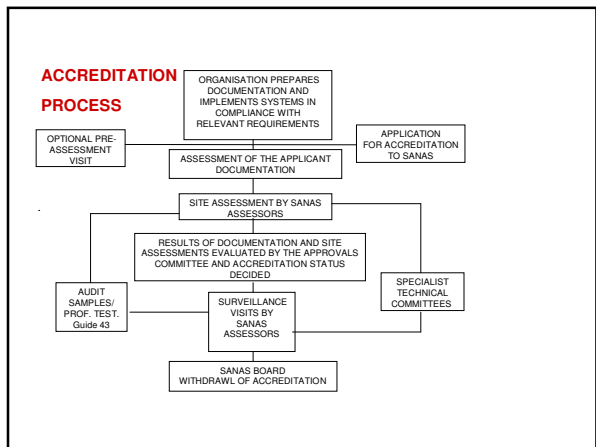 ACCREDITATION
PROCESS
ORGANISATION PREPARES
DOCUMENTATION AND
IMPLEMENTS SYSTEMS IN
COMPLIANCE WITH
RELEVANT REQUIREMENTS
OPTIONAL PRE-
ASSESSMENT
VISIT
APPLICATION
FOR ACCREDITATION
TO SANAS
ASSESSMENT OF THE APPLICANT
DOCUMENTATION
.
SITE ASSESSMENT BY SANAS
ASSESSORS
RESULTS OF DOCUMENTATION AND SITE
ASSESSMENTS EVALUATED BY THE APPROVALS
COMMITTEE AND ACCREDITATION STATUS
DECIDED
AUDIT
SAMPLES/
PROF. TEST.
Guide 43
SURVEILLANCE
VISITS BY
SANAS
ASSESSORS
SPECIALIST
TECHNICAL
COMMITTEES
SANAS BOARD
WITHDRAWL OF ACCREDITATION